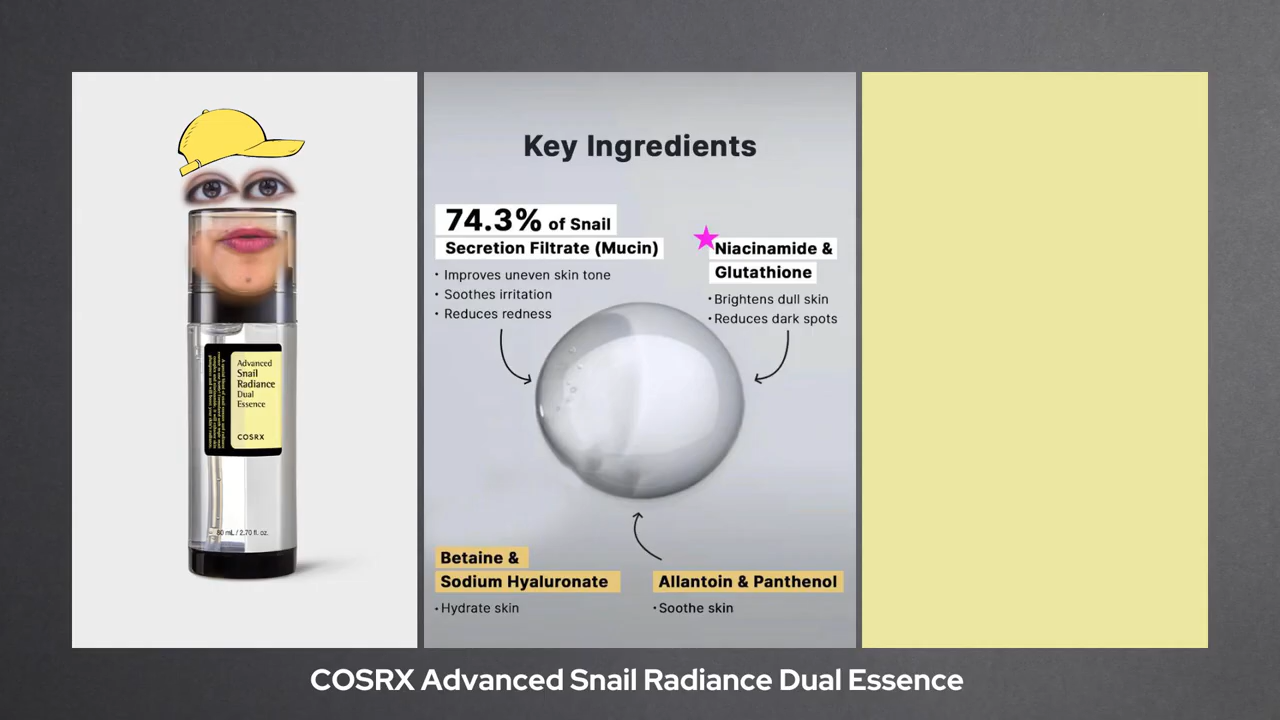 Advanced
Snail
Radiance
Dual
Essence
COSRX
80 mL / 2.70 fl. oz.
Key Ingredients
74.3% of Snail
Secretion Filtrate (Mucin)
• Improves uneven skin tone
• Soothes irritation
• Reduces redness
Niacinamide &
Glutathione
• Brightens dull skin
• Reduces dark spots
Betaine &
Sodium Hyaluronate
• Hydrate skin
Allantoin & Panthenol
• Soothe skin
COSRX Advanced Snail Radiance Dual Essence